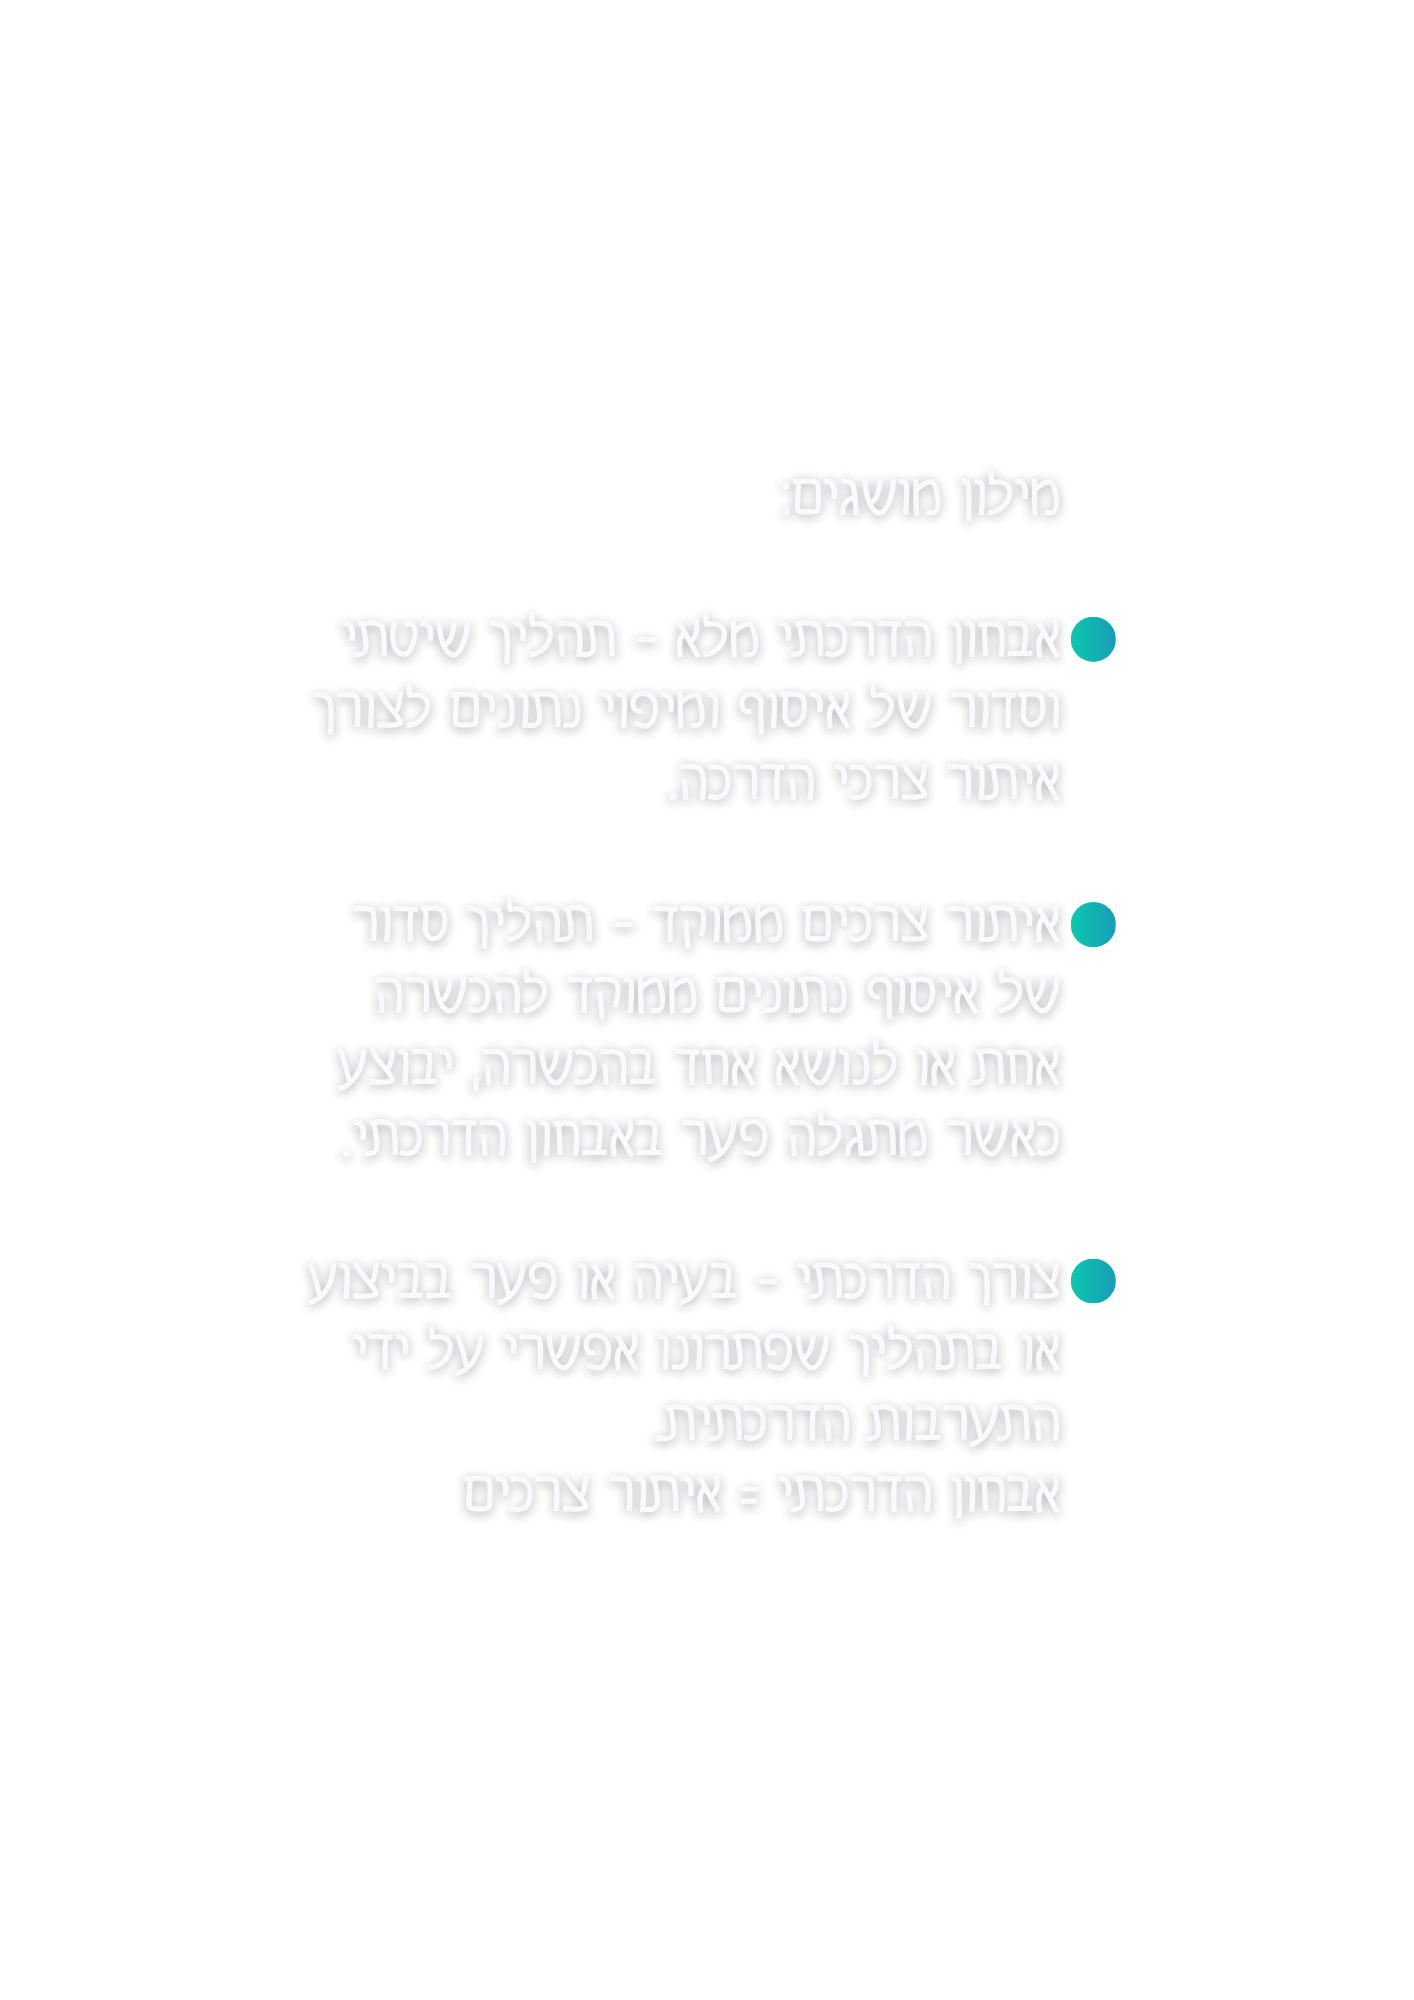 מילון מושגים:
אבחון הדרכתי מלא – תהליך שיטתי
וסדור של איסוף ומיפוי נתונים לצורך
איתור צרכי הדרכה.
איתור צרכים ממוקד – תהליך סדור
של איסוף נתונים ממוקד להכשרה
אחת או לנושא אחד בהכשרה, יבוצע
כאשר מתגלה פער באבחון הדרכתי.
צורך הדרכתי – בעיה או פער בביצוע
או בתהליך שפתרונו אפשרי על ידי
התערבות הדרכתית.
אבחון הדרכתי = איתור צרכים